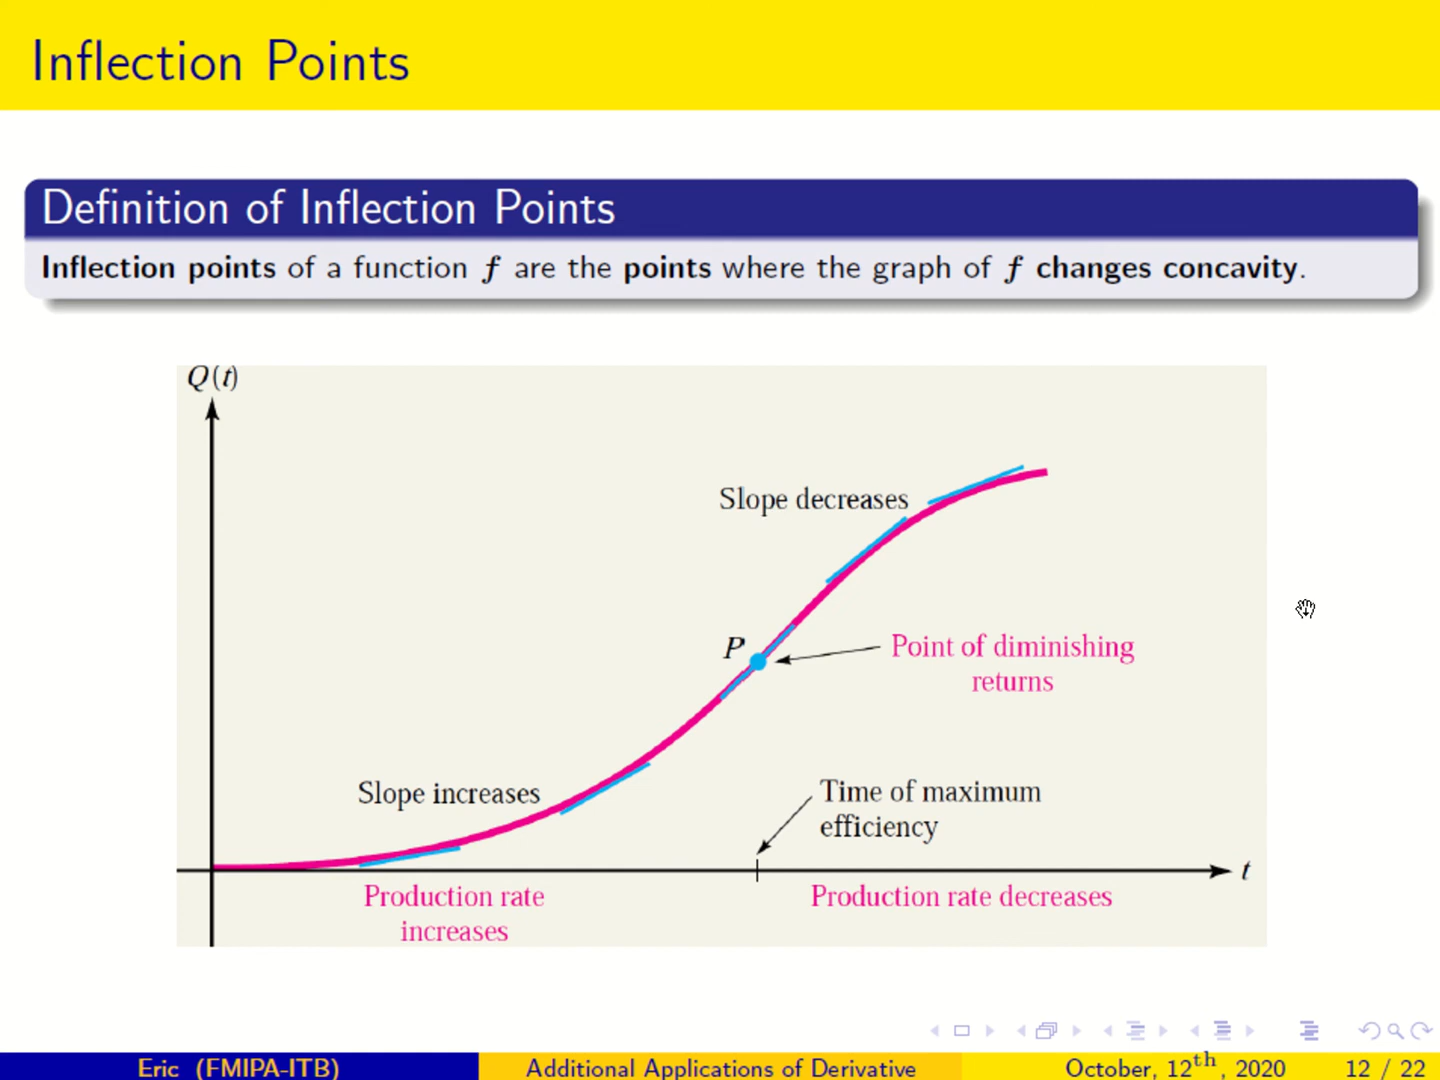 Inflection Points
Definition of Inflection Points
Inflection points of a function f are the points where the graph of f changes concavity.
Q(t)
Slope decreases
P
Point of diminishing
returns
Slope increases
Time of maximum
efficiency
t
Production rate
increases
Production rate decreases
Eric (FMIPA-ITB)
Additional Applications of Derivative
October, 12th, 2020
12 / 22